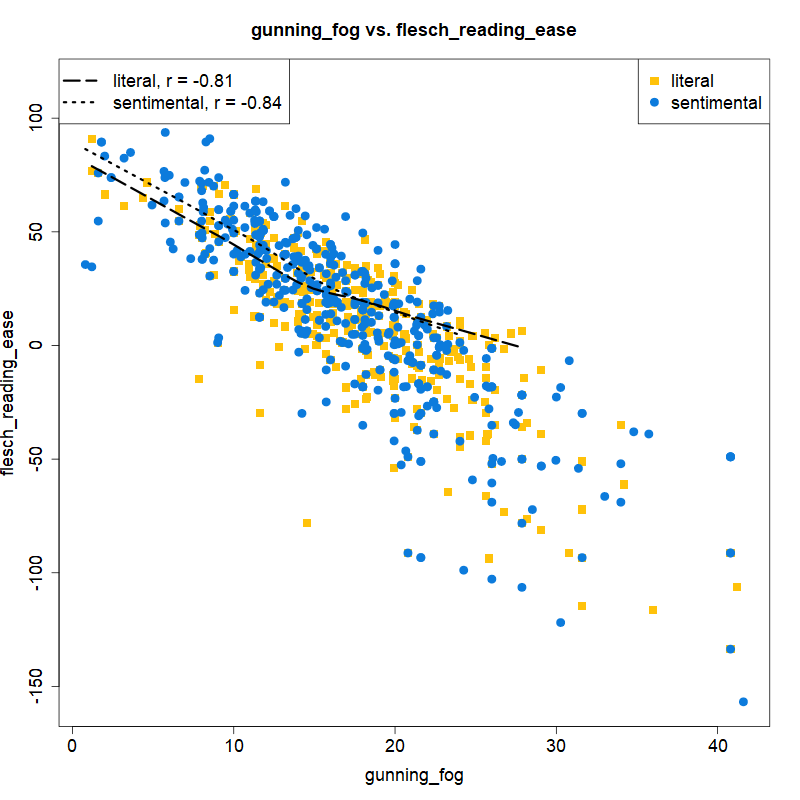 gunning_fog vs. flesch_reading_ease
literal, r = -0.81
sentimental, r = -0.84
literal
sentimental
flesch_reading_ease
100
50
0
-50
-100
-150
0 10 20 30 40
gunning_fog